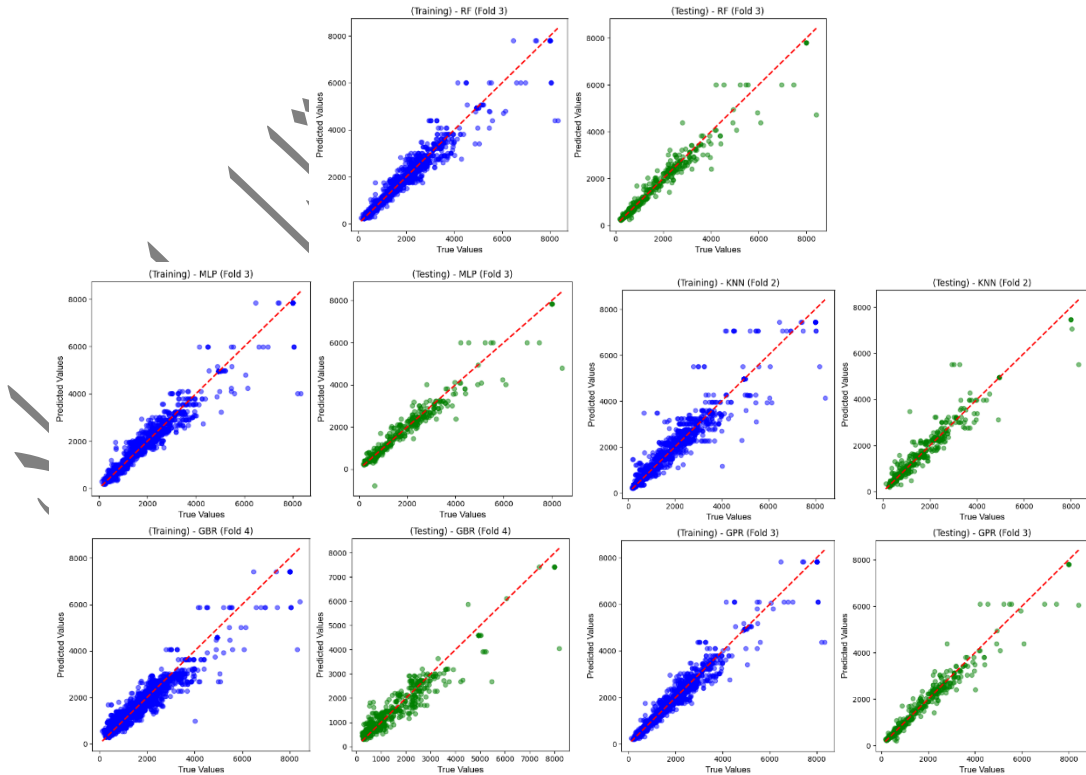 (Training) - RF (Fold 3)
Predicted Values
8000
6000
4000
2000
0
0 2000 4000 6000 8000
True Values
(Testing) - RF (Fold 3)
Predicted Values
8000
6000
4000
2000
0
0 2000 4000 6000 8000
True Values
(Training) - MLP (Fold 3)
Predicted Values
8000
6000
4000
2000
0
0 2000 4000 6000 8000
True Values
(Testing) - MLP (Fold 3)
Predicted Values
8000
6000
4000
2000
0
0 2000 4000 6000 8000
True Values
(Training) - KNN (Fold 2)
Predicted Values
8000
6000
4000
2000
0
0 2000 4000 6000 8000
True Values
(Testing) - KNN (Fold 2)
Predicted Values
8000
6000
4000
2000
0
0 2000 4000 6000 8000
True Values
(Training) - GBR (Fold 4)
Predicted Values
8000
6000
4000
2000
0
0 2000 4000 6000 8000
True Values
(Testing) - GBR (Fold 4)
Predicted Values
8000
7000
6000
5000
4000
3000
2000
1000
0
0 1000 2000 3000 4000 5000 6000 7000 8000
True Values
(Training) - GPR (Fold 3)
Predicted Values
8000
6000
4000
2000
0
0 2000 4000 6000 8000
True Values
(Testing) - GPR (Fold 3)
Predicted Values
8000
6000
4000
2000
0
0 2000 4000 6000 8000
True Values